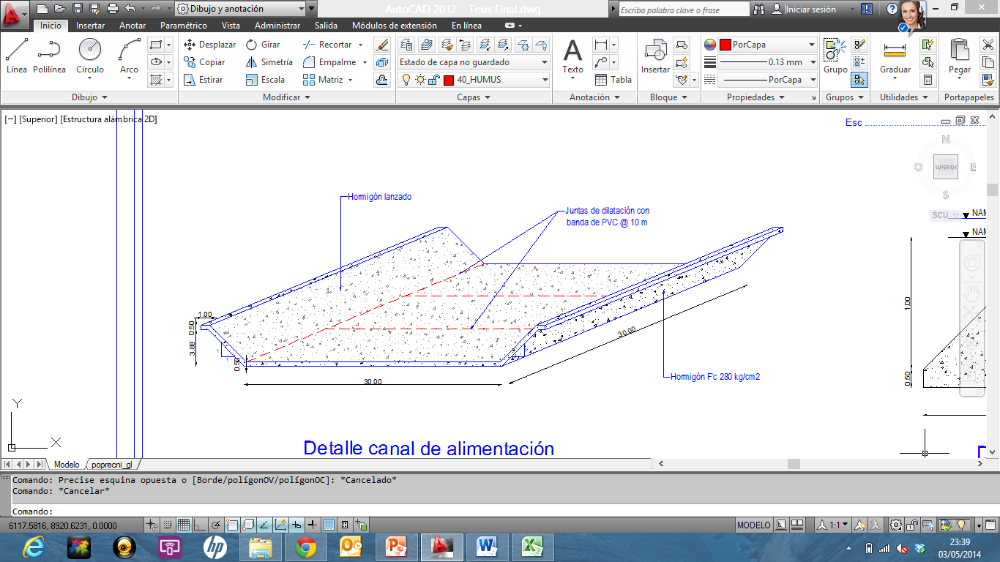 AutoCAD 2012 Tesis Final.dwg
Dibujo y anotación
Escriba palabra clave o frase
Iniciar sesión
Inicio Insertar Anotar Paramétrico Vista Administrar Salida Módulos de extensión En línea
Línea Polilínea Círculo Arco
Desplazar Girar Recortar
Copiar Simetría Empalme
Estirar Escala Matriz
Estado de capa no guardado
40_HUMUS
Texto
Tabla
Insertar
PorCapa
0.13 mm
PorCapa
Grupo
Graduar
Pegar
Dibujo Modificar Capas Anotación Bloque Propiedades Grupos Utilidades Portapapeles
[−] [Superior] [Estructura alámbrica 2D]
Esc
N
O SUPERIOR E
S
SCU
NAM
NAM
Hormigón lanzado
Juntas de dilatación con
banda de PVC @ 10 m
1.00
0.50
3.88
1
1
0.50
30.00
30.00
Hormigón F'c 280 kg/cm2
1.00
0.50
Detalle canal de alimentación
Y
X
Modelo poprecni_gl
Comando: Precise esquina opuesta o [Borde/polígonOV/polígonOC]: *Cancelado*
Comando: *Cancelar*
Comando:
6117.5816, 8920.6231, 0.0000
MODELO
1:1
23:39
03/05/2014